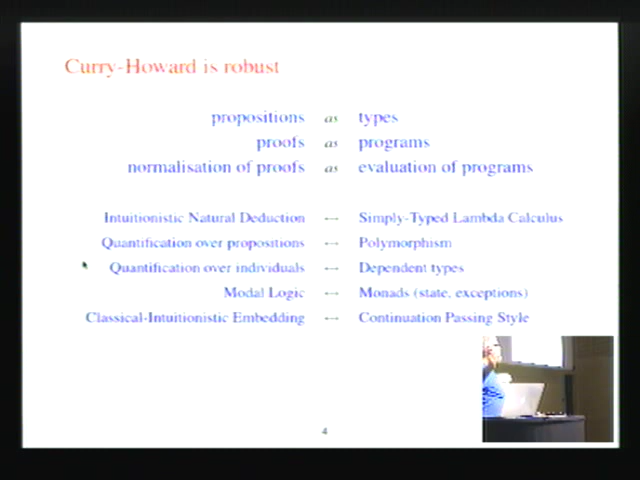 Curry-Howard is robust
propositions as types
proofs as programs
normalisation of proofs as evaluation of programs
Intuitionistic Natural Deduction ↔ Simply-Typed Lambda Calculus
Quantification over propositions ↔ Polymorphism
Quantification over individuals ↔ Dependent types
Modal Logic ↔ Monads (state, exceptions)
Classical-Intuitionistic Embedding ↔ Continuation Passing Style
4